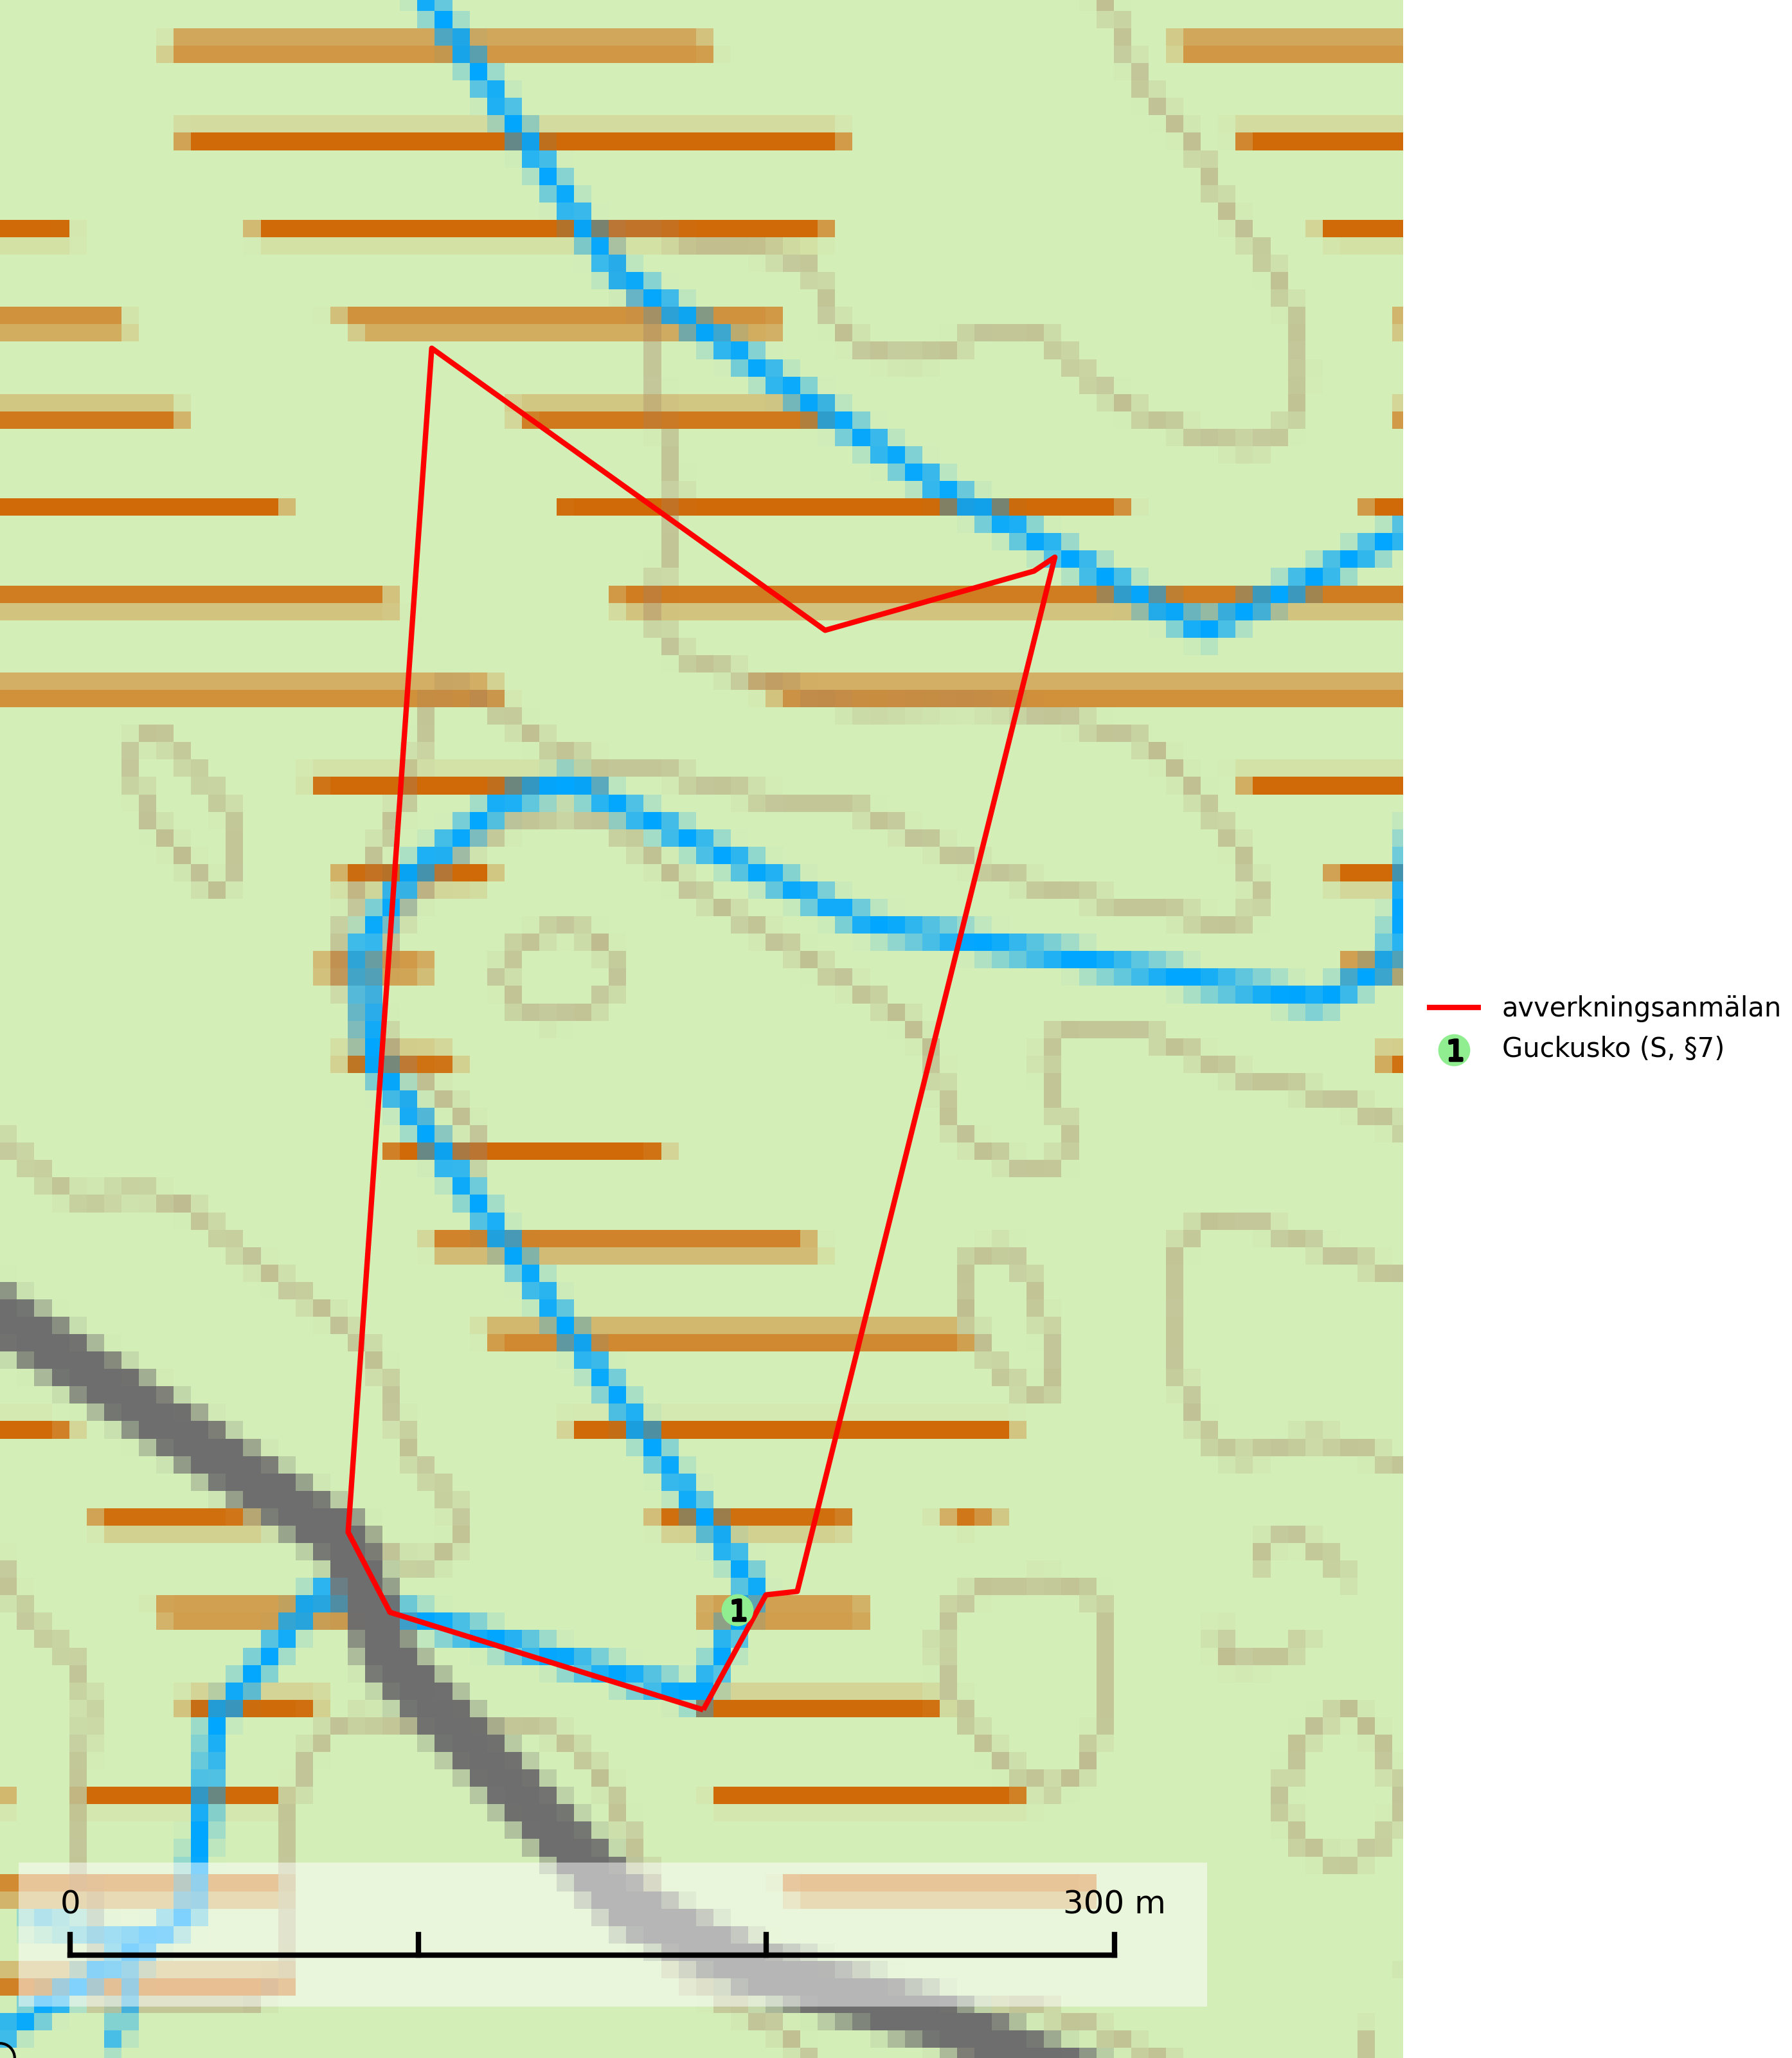 avverkningsanmälan
1 Guckusko (S, §7)
1
0 300 m